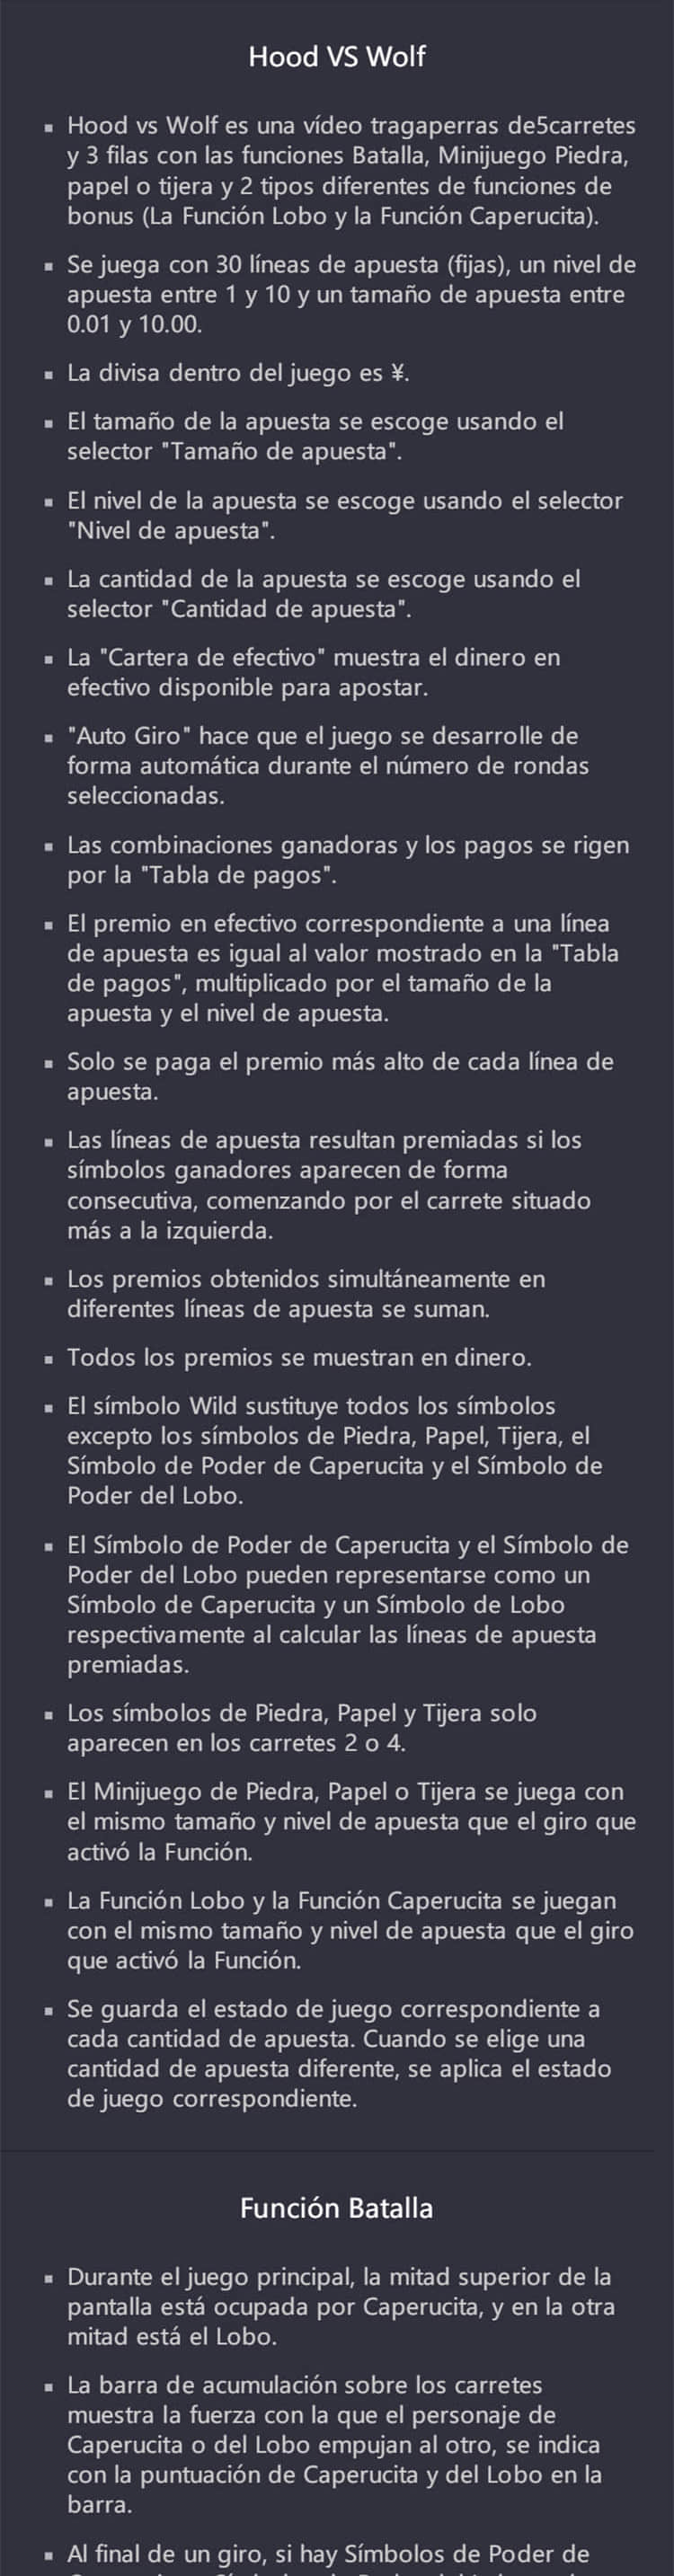 Hood VS Wolf
▪ Hood vs Wolf es una vídeo tragaperras de5carretes
y 3 filas con las funciones Batalla, Minijuego Piedra,
papel o tijera y 2 tipos diferentes de funciones de
bonus (La Función Lobo y la Función Caperucita).
▪ Se juega con 30 líneas de apuesta (fijas), un nivel de
apuesta entre 1 y 10 y un tamaño de apuesta entre
0.01 y 10.00.
▪ La divisa dentro del juego es ¥.
▪ El tamaño de la apuesta se escoge usando el
selector "Tamaño de apuesta".
▪ El nivel de la apuesta se escoge usando el selector
"Nivel de apuesta".
▪ La cantidad de la apuesta se escoge usando el
selector "Cantidad de apuesta".
▪ La "Cartera de efectivo" muestra el dinero en
efectivo disponible para apostar.
▪ "Auto Giro" hace que el juego se desarrolle de
forma automática durante el número de rondas
seleccionadas.
▪ Las combinaciones ganadoras y los pagos se rigen
por la "Tabla de pagos".
▪ El premio en efectivo correspondiente a una línea
de apuesta es igual al valor mostrado en la "Tabla
de pagos", multiplicado por el tamaño de la
apuesta y el nivel de apuesta.
▪ Solo se paga el premio más alto de cada línea de
apuesta.
▪ Las líneas de apuesta resultan premiadas si los
símbolos ganadores aparecen de forma
consecutiva, comenzando por el carrete situado
más a la izquierda.
▪ Los premios obtenidos simultáneamente en
diferentes líneas de apuesta se suman.
▪ Todos los premios se muestran en dinero.
▪ El símbolo Wild sustituye todos los símbolos
excepto los símbolos de Piedra, Papel, Tijera, el
Símbolo de Poder de Caperucita y el Símbolo de
Poder del Lobo.
▪ El Símbolo de Poder de Caperucita y el Símbolo de
Poder del Lobo pueden representarse como un
Símbolo de Caperucita y un Símbolo de Lobo
respectivamente al calcular las líneas de apuesta
premiadas.
▪ Los símbolos de Piedra, Papel y Tijera solo
aparecen en los carretes 2 o 4.
▪ El Minijuego de Piedra, Papel o Tijera se juega con
el mismo tamaño y nivel de apuesta que el giro que
activó la Función.
▪ La Función Lobo y la Función Caperucita se juegan
con el mismo tamaño y nivel de apuesta que el giro
que activó la Función.
▪ Se guarda el estado de juego correspondiente a
cada cantidad de apuesta. Cuando se elige una
cantidad de apuesta diferente, se aplica el estado
de juego correspondiente.
Función Batalla
▪ Durante el juego principal, la mitad superior de la
pantalla está ocupada por Caperucita, y en la otra
mitad está el Lobo.
▪ La barra de acumulación sobre los carretes
muestra la fuerza con la que el personaje de
Caperucita o del Lobo empujan al otro, se indica
con la puntuación de Caperucita y del Lobo en la
barra.
▪ Al final de un giro, si hay Símbolos de Poder de